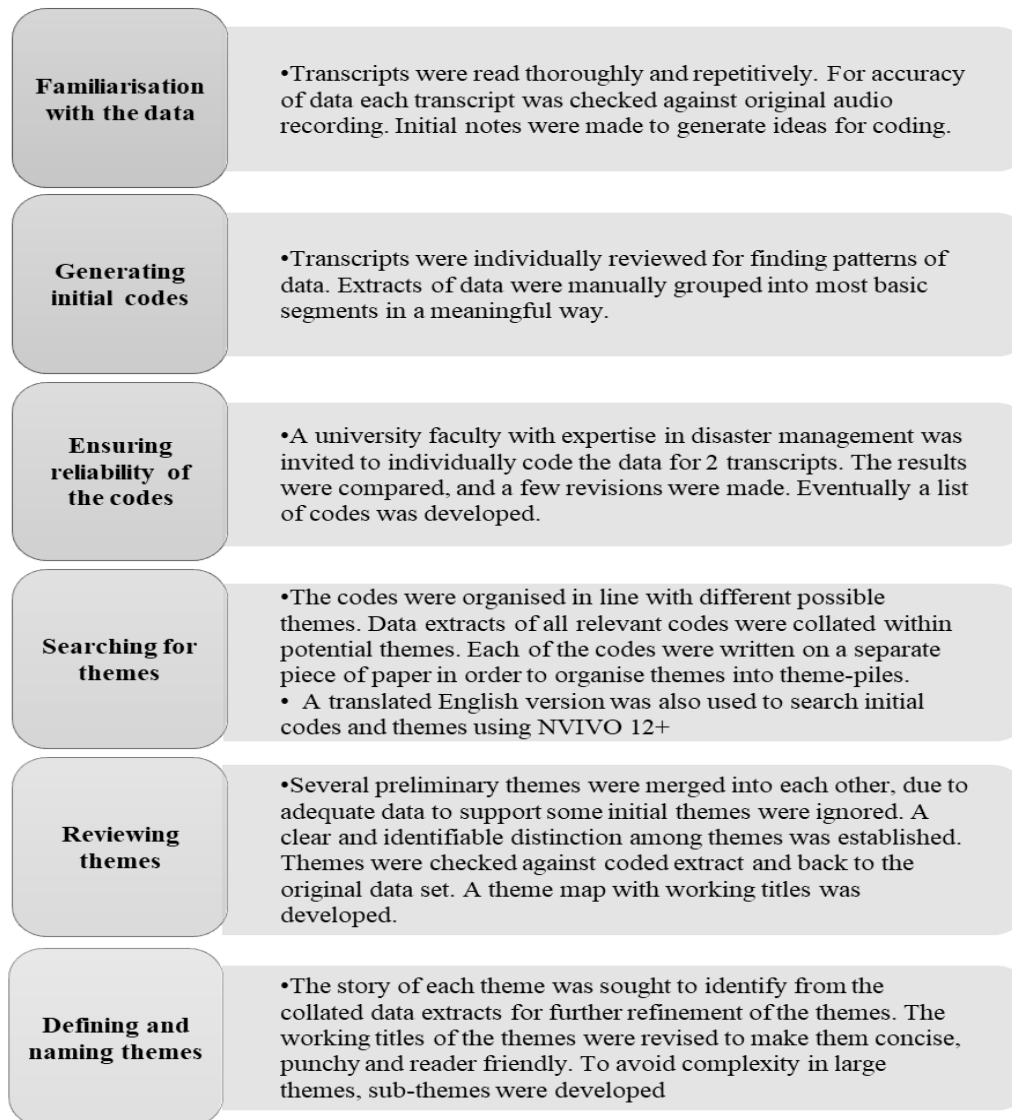 Familiarisation
with the data
•Transcripts were read thoroughly and repetitively. For accuracy
of data each transcript was checked against original audio
recording. Initial notes were made to generate ideas for coding.
Generating
initial codes
•Transcripts were individually reviewed for finding patterns of
data. Extracts of data were manually grouped into most basic
segments in a meaningful way.
Ensuring
reliability of
the codes
•A university faculty with expertise in disaster management was
invited to individually code the data for 2 transcripts. The results
were compared, and a few revisions were made. Eventually a list
of codes was developed.
Searching for
themes
•The codes were organised in line with different possible
themes. Data extracts of all relevant codes were collated within
potential themes. Each of the codes were written on a separate
piece of paper in order to organise themes into theme-piles.
• A translated English version was also used to search initial
codes and themes using NVIVO 12+
Reviewing
themes
•Several preliminary themes were merged into each other, due to
adequate data to support some initial themes were ignored. A
clear and identifiable distinction among themes was established.
Themes were checked against coded extract and back to the
original data set. A theme map with working titles was
developed.
Defining and
naming themes
•The story of each theme was sought to identify from the
collated data extracts for further refinement of the themes. The
working titles of the themes were revised to make them concise,
punchy and reader friendly. To avoid complexity in large
themes, sub-themes were developed